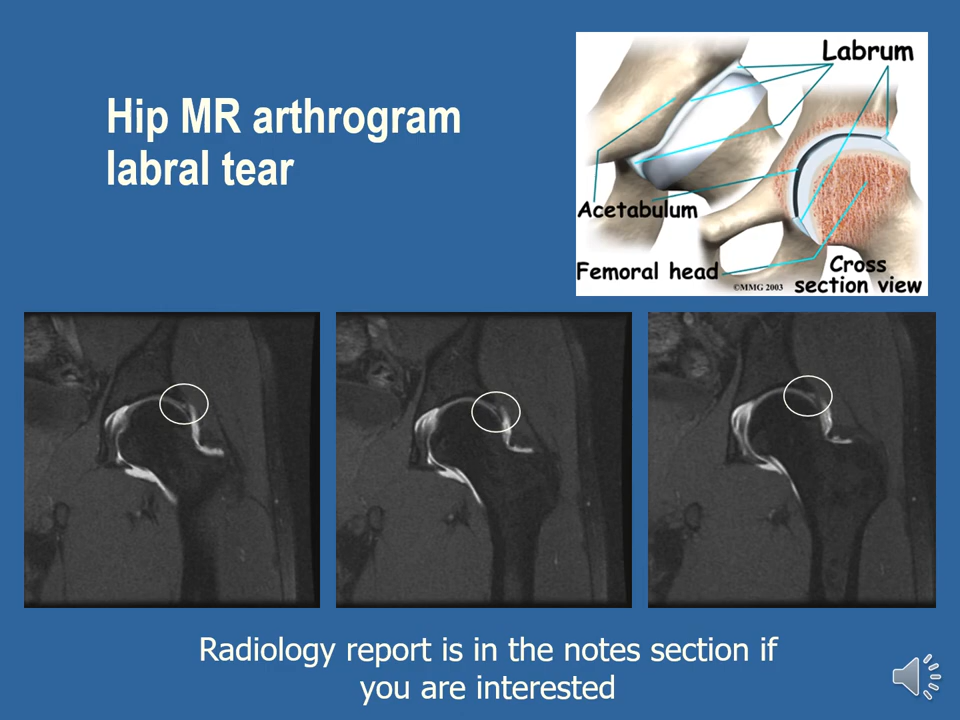 Hip MR arthrogram
labral tear
Labrum
Acetabulum
Femoral head
Cross
section view
©MMG 2003
Radiology report is in the notes section if
you are interested